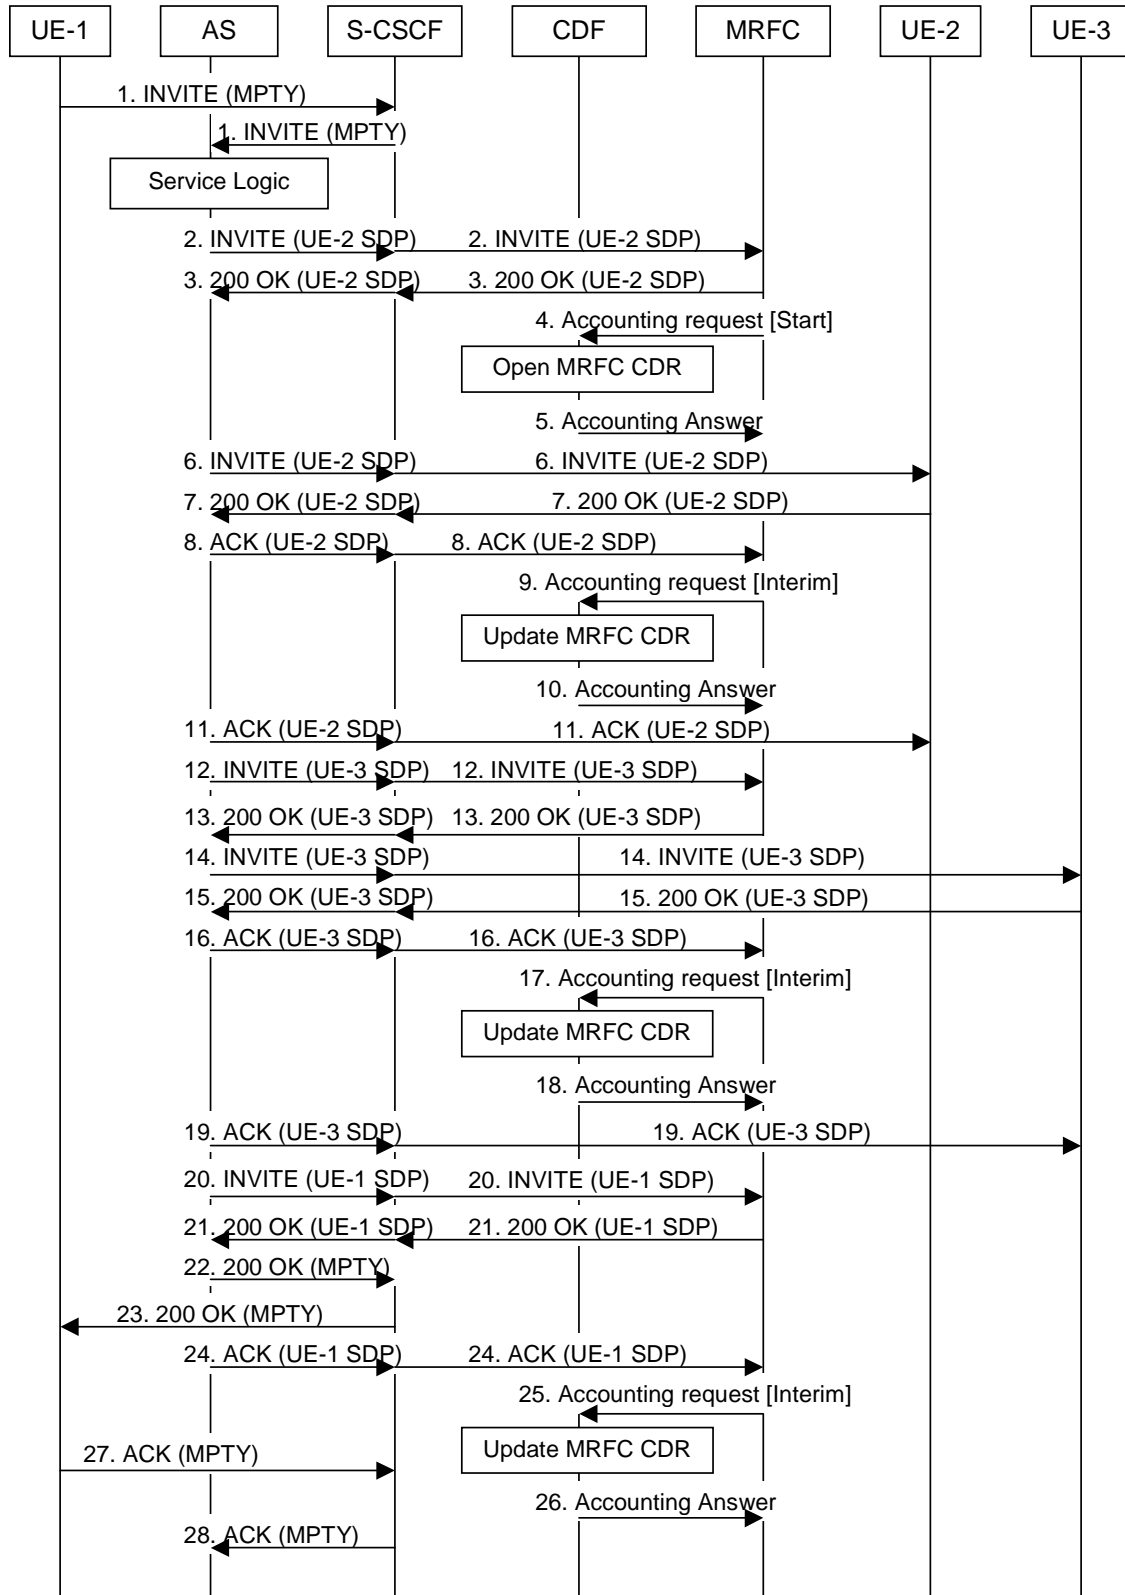 UE-1 AS S-CSCF CDF MRFC UE-2 UE-3
1. INVITE (MPTY)
1. INVITE (MPTY)
Service Logic
2. INVITE (UE-2 SDP) 2. INVITE (UE-2 SDP)
3. 200 OK (UE-2 SDP) 3. 200 OK (UE-2 SDP)
4. Accounting request [Start]
Open MRFC CDR
5. Accounting Answer
6. INVITE (UE-2 SDP) 6. INVITE (UE-2 SDP)
7. 200 OK (UE-2 SDP) 7. 200 OK (UE-2 SDP)
8. ACK (UE-2 SDP) 8. ACK (UE-2 SDP)
9. Accounting request [Interim]
Update MRFC CDR
10. Accounting Answer
11. ACK (UE-2 SDP) 11. ACK (UE-2 SDP)
12. INVITE (UE-3 SDP) 12. INVITE (UE-3 SDP)
13. 200 OK (UE-3 SDP) 13. 200 OK (UE-3 SDP)
14. INVITE (UE-3 SDP) 14. INVITE (UE-3 SDP)
15. 200 OK (UE-3 SDP) 15. 200 OK (UE-3 SDP)
16. ACK (UE-3 SDP) 16. ACK (UE-3 SDP)
17. Accounting request [Interim]
Update MRFC CDR
18. Accounting Answer
19. ACK (UE-3 SDP) 19. ACK (UE-3 SDP)
20. INVITE (UE-1 SDP) 20. INVITE (UE-1 SDP)
21. 200 OK (UE-1 SDP) 21. 200 OK (UE-1 SDP)
22. 200 OK (MPTY)
23. 200 OK (MPTY)
24. ACK (UE-1 SDP) 24. ACK (UE-1 SDP)
25. Accounting request [Interim]
27. ACK (MPTY) Update MRFC CDR
26. Accounting Answer
28. ACK (MPTY)